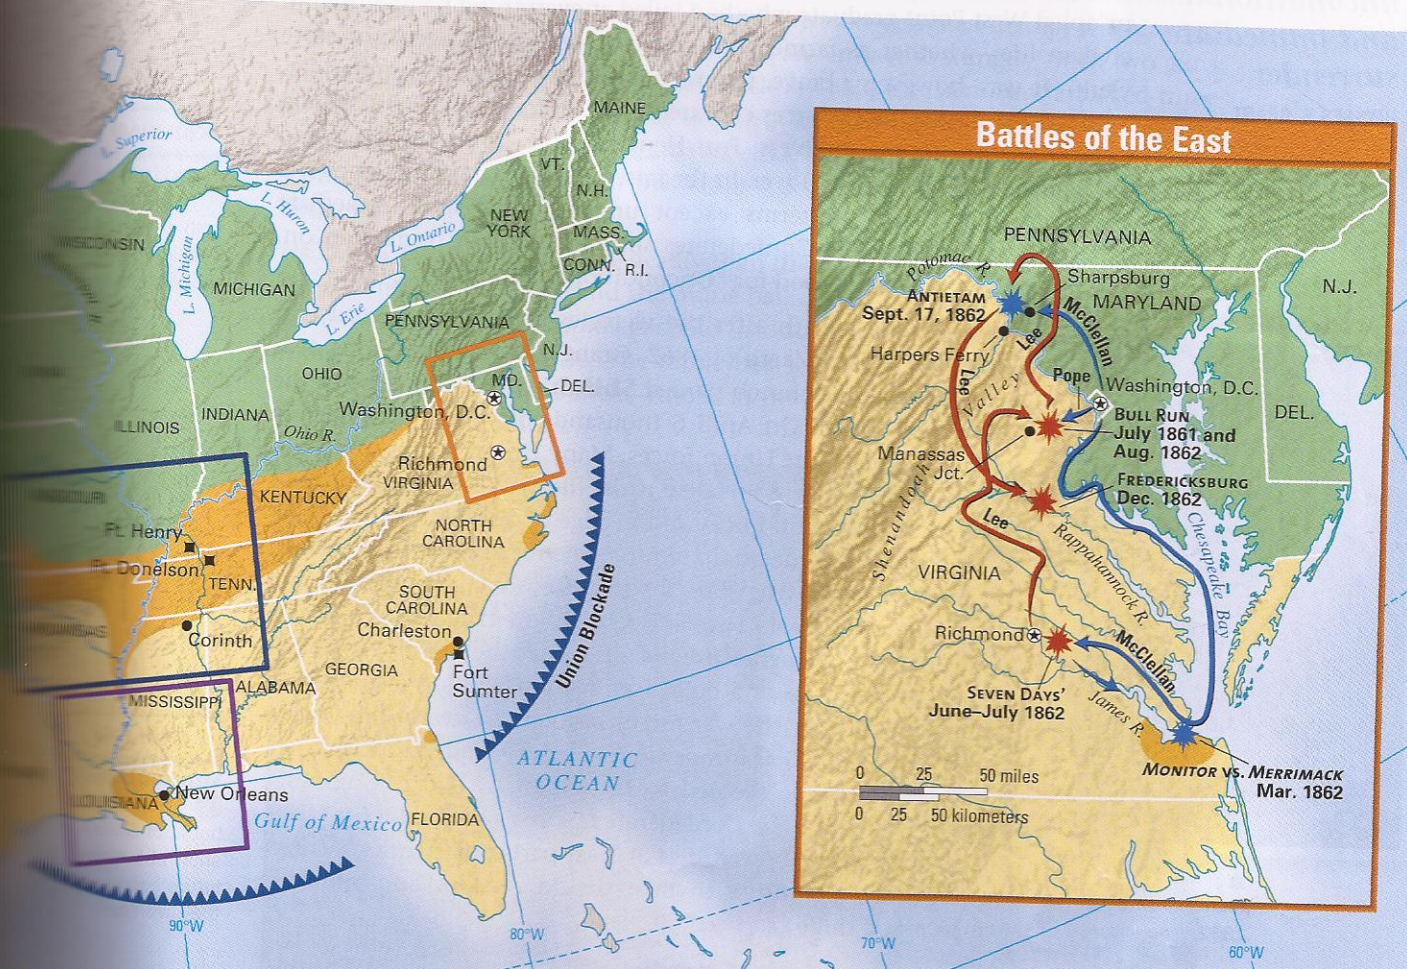 MAINE
VT.
N.H.
NEW
YORK
MASS.
CONN.
R.I.
L. Superior
L. Huron
L. Ontario
L. Michigan
L. Erie
MICHIGAN
PENNSYLVANIA
N.J.
OHIO
MD.
DEL.
Washington, D.C.
INDIANA
ILLINOIS
Ohio R.
Richmond
VIRGINIA
KENTUCKY
NORTH
CAROLINA
Ft. Henry
Ft. Donelson
TENN.
SOUTH
CAROLINA
Corinth
Charleston
Fort
Sumter
GEORGIA
ALABAMA
MISSISSIPPI
Union Blockade
ATLANTIC
OCEAN
LOUISIANA
New Orleans
Gulf of Mexico
FLORIDA
90°W
80°W
70°W
60°W
Battles of the East
PENNSYLVANIA
Potomac R.
Sharpsburg
ANTIETAM
Sept. 17, 1862
MARYLAND
N.J.
McClellan
Lee
Harpers Ferry
Lee
Pope
Washington, D.C.
Shenandoah Valley
BULL RUN
July 1861 and
Aug. 1862
DEL.
Manassas
Jct.
FREDERICKSBURG
Dec. 1862
Lee
Rappahannock R.
Chesapeake Bay
VIRGINIA
Richmond
McClellan
SEVEN DAYS'
June–July 1862
James R.
MONITOR vs. MERRIMACK
Mar. 1862
0 25 50 miles
0 25 50 kilometers